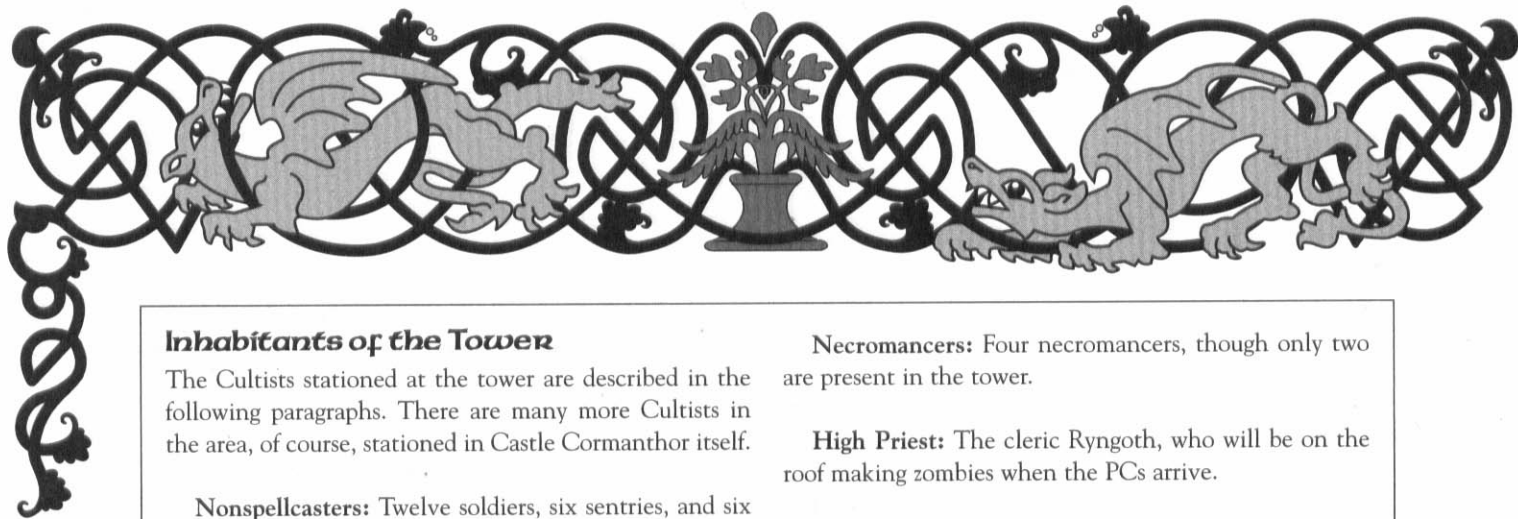 Inhabitants of the Tower
The Cultists stationed at the tower are described in the
following paragraphs. There are many more Cultists in
the area, of course, stationed in Castle Cormanthor itself.
Nonspellcasters: Twelve soldiers, six sentries, and six
Necromancers: Four necromancers, though only two
are present in the tower.
High Priest: The cleric Ryngoth, who will be on the
roof making zombies when the PCs arrive.